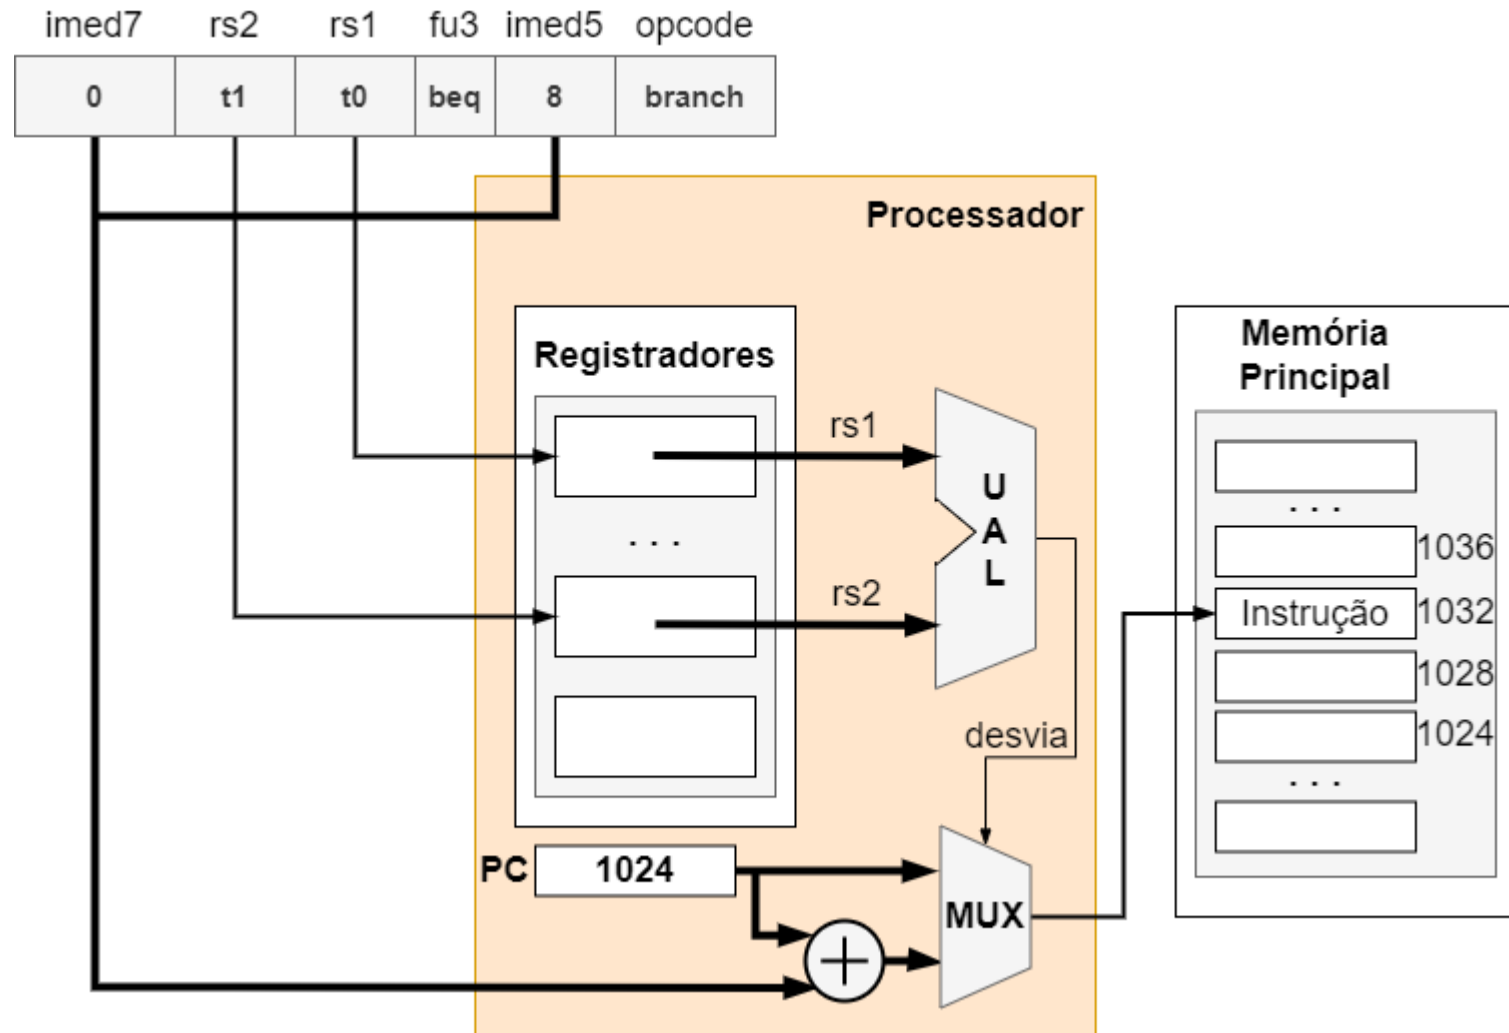 imed7 rs2 rs1 fu3 imed5 opcode
0 t1 t0 beq 8 branch
Processador
Registradores
. . .
rs1
rs2
U
A
L
desvia
PC 1024
MUX
Memória
Principal
. . .
1036
Instrução 1032
1028
1024
. . .